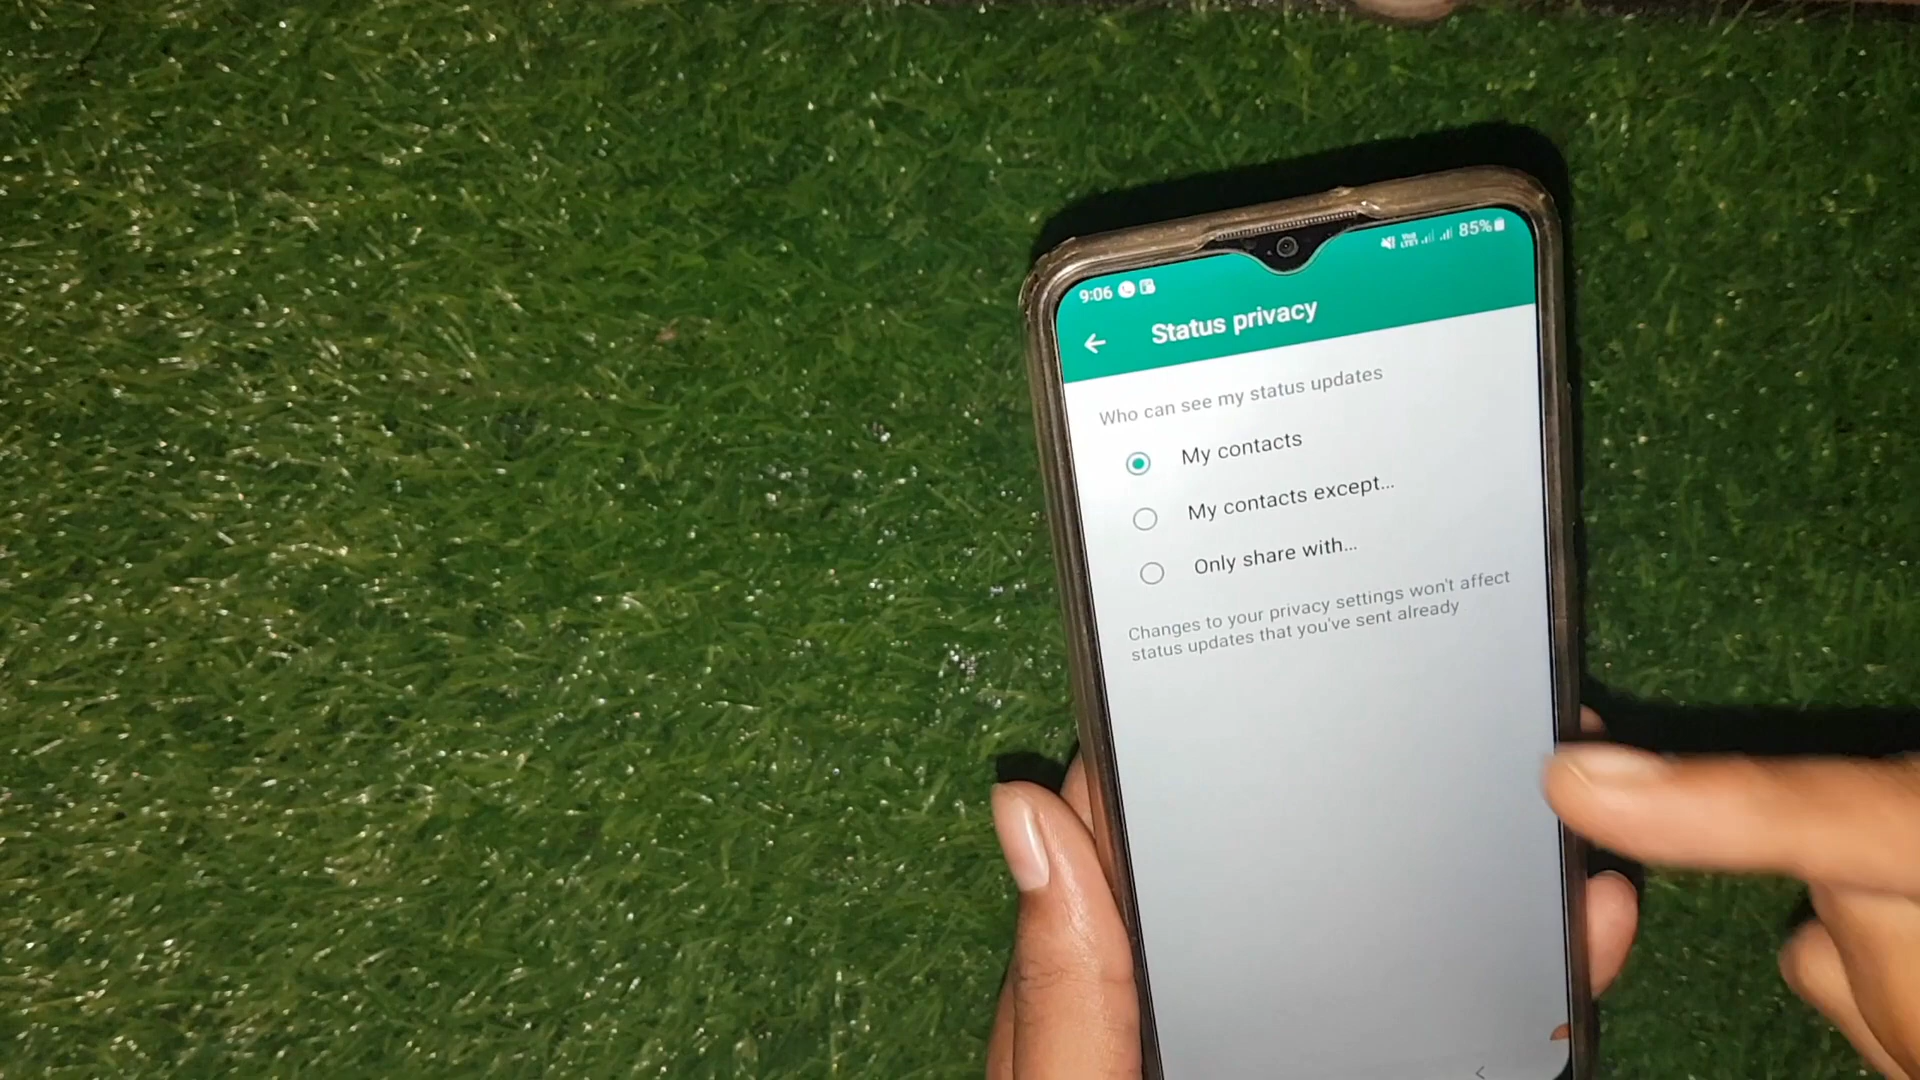 9:06
85%
Status privacy
Who can see my status updates
My contacts
My contacts except...
Only share with...
Changes to your privacy settings won't affect
status updates that you've sent already